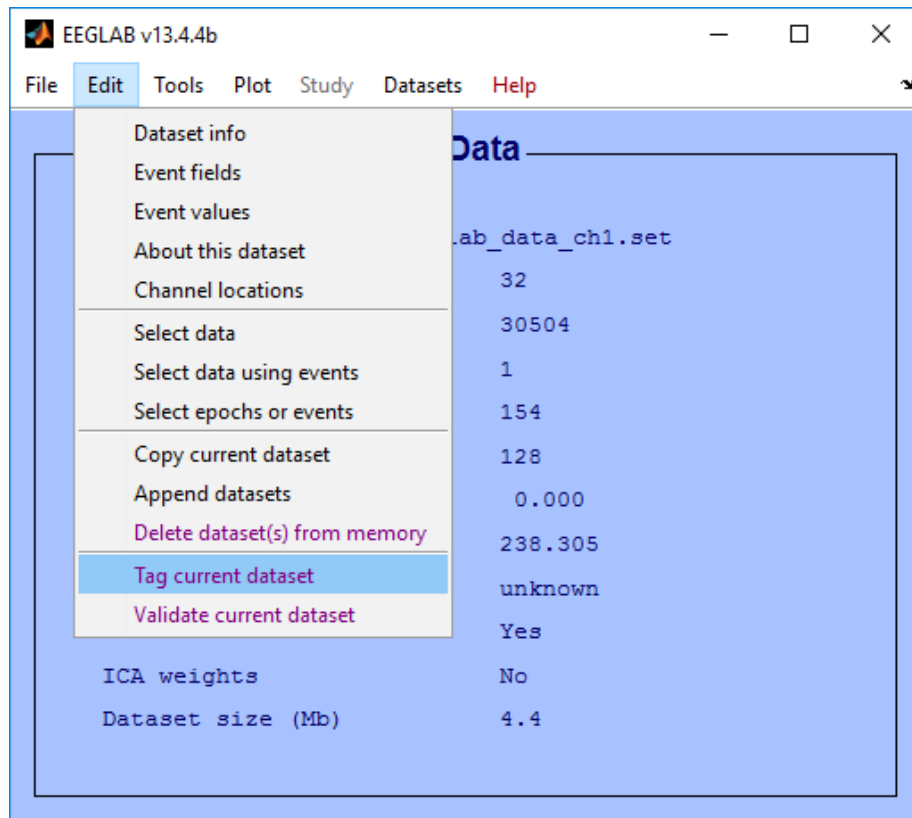 EEGLAB v13.4.4b
File Edit Tools Plot Study Datasets Help
Dataset info
Event fields
Event values
About this dataset
Channel locations
Select data
Select data using events
Select epochs or events
Copy current dataset
Append datasets
Delete dataset(s) from memory
Tag current dataset
Validate current dataset
Data
ab_data_ch1.set
32
30504
1
154
128
0.000
238.305
unknown
Yes
ICA weights No
Dataset size (Mb) 4.4